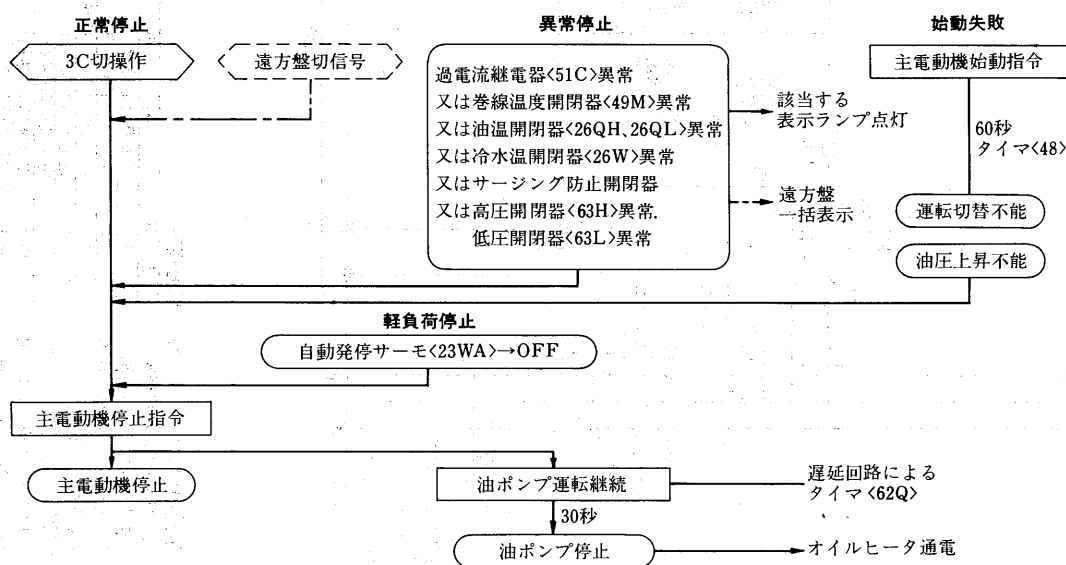 正常停止
3C切操作
遠方盤切信号
異常停止
過電流継電器<51C>異常
又は巻線温度開閉器<49M>異常
又は油温開閉器<26QH、26QL>異常
又は冷水温開閉器<26W>異常
又はサージング防止開閉器
又は高圧開閉器<63H>異常.
低圧開閉器<63L>異常
該当する
表示ランプ点灯
遠方盤
一括表示
始動失敗
主電動機始動指令
60秒
タイマ<48>
運転切替不能
油圧上昇不能
軽負荷停止
自動発停サーモ<23WA>→OFF
主電動機停止指令
主電動機停止
油ポンプ運転継続
遅延回路による
タイマ<62Q>
30秒
油ポンプ停止
オイルヒータ通電